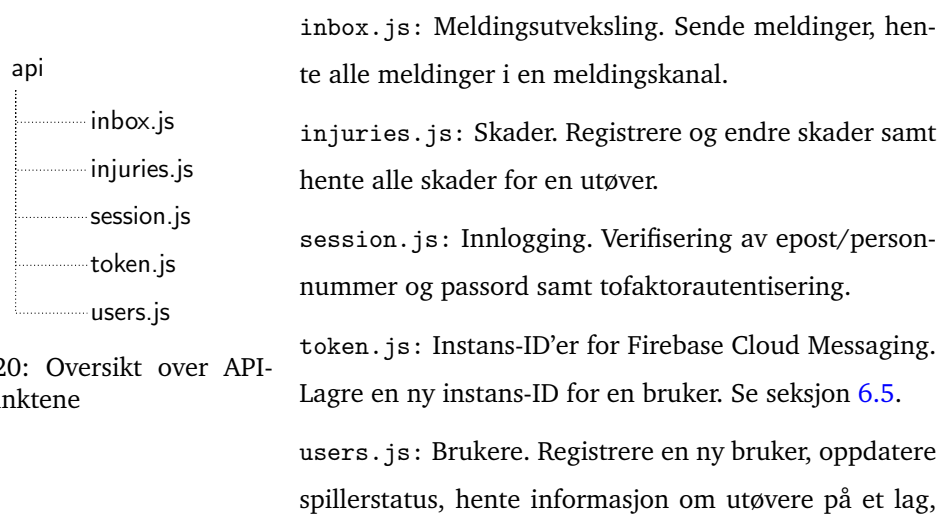 api
inbox.js
injuries.js
session.js
token.js
users.js
20: Oversikt over API-
nktene
inbox.js: Meldingsutveksling. Sende meldinger, hen-
te alle meldinger i en meldingskanal.
injuries.js: Skader. Registrere og endre skader samt
hente alle skader for en utøver.
session.js: Innlogging. Verifisering av epost/person-
nummer og passord samt tofaktorautentisering.
token.js: Instans-ID'er for Firebase Cloud Messaging.
Lagre en ny instans-ID for en bruker. Se seksjon 6.5.
users.js: Brukere. Registrere en ny bruker, oppdatere
spillerstatus, hente informasjon om utøvere på et lag,